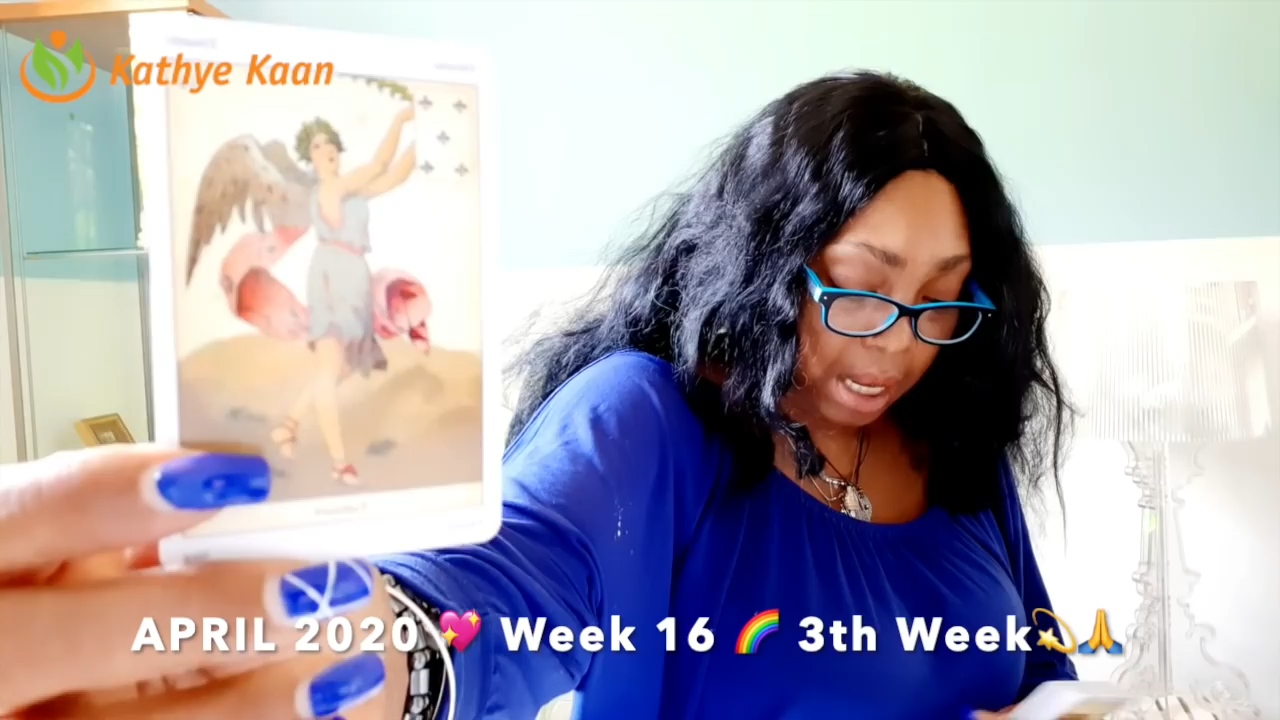 Kathye Kaan
APRIL 2020 💖 Week 16 🌈 3th Week💫🙏